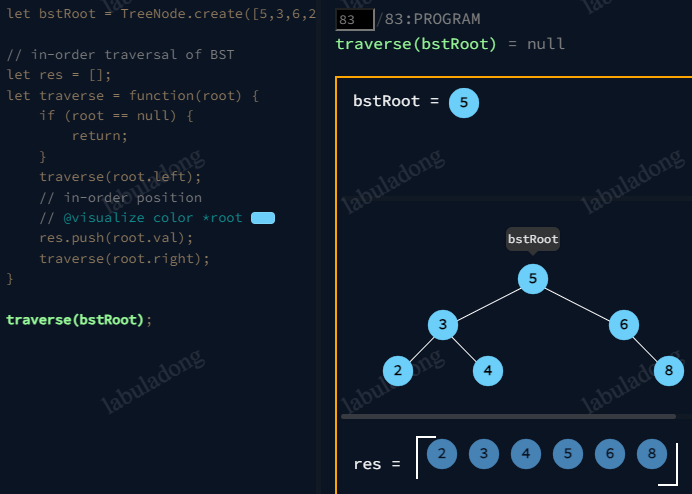 let bstRoot = TreeNode.create([5,3,6,2
// in-order traversal of BST
let res = [];
let traverse = function(root) {
if (root == null) {
return;
}
traverse(root.left);
// in-order position
// @visualize color *root
res.push(root.val);
traverse(root.right);
}
traverse(bstRoot);
83/83:PROGRAM
traverse(bstRoot) = null
bstRoot = 5
bstRoot
5
3 6
2 4 8
res = 2 3 4 5 6 8
labuladong
labuladong
labuladong
labuladong
labuladong
labuladong
labuladong
labuladong
labuladong